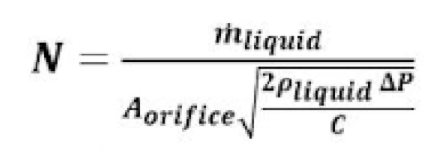 N = ṁ_liquid / (A_orifice √(2ρ_liquid ΔP / C))